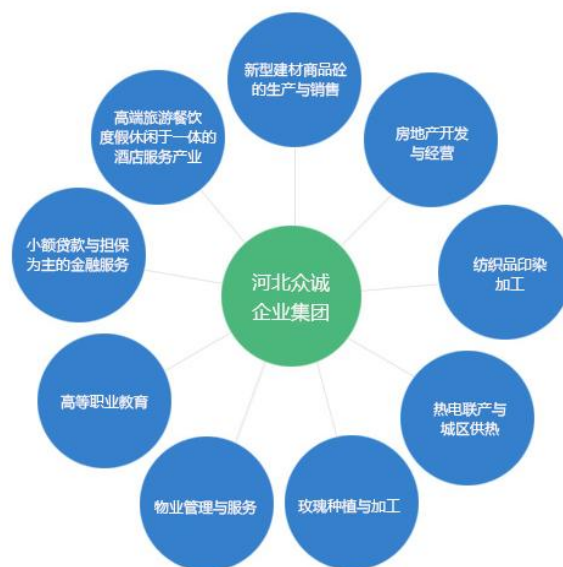 新型建材商品砼
的生产与销售
房地产开发
与经营
纺织品印染
加工
热电联产与
城区供热
玫瑰种植与加工
物业管理与服务
高等职业教育
小额贷款与担保
为主的金融服务
高端旅游餐饮
度假休闲于一体的
酒店服务产业
河北众诚
企业集团